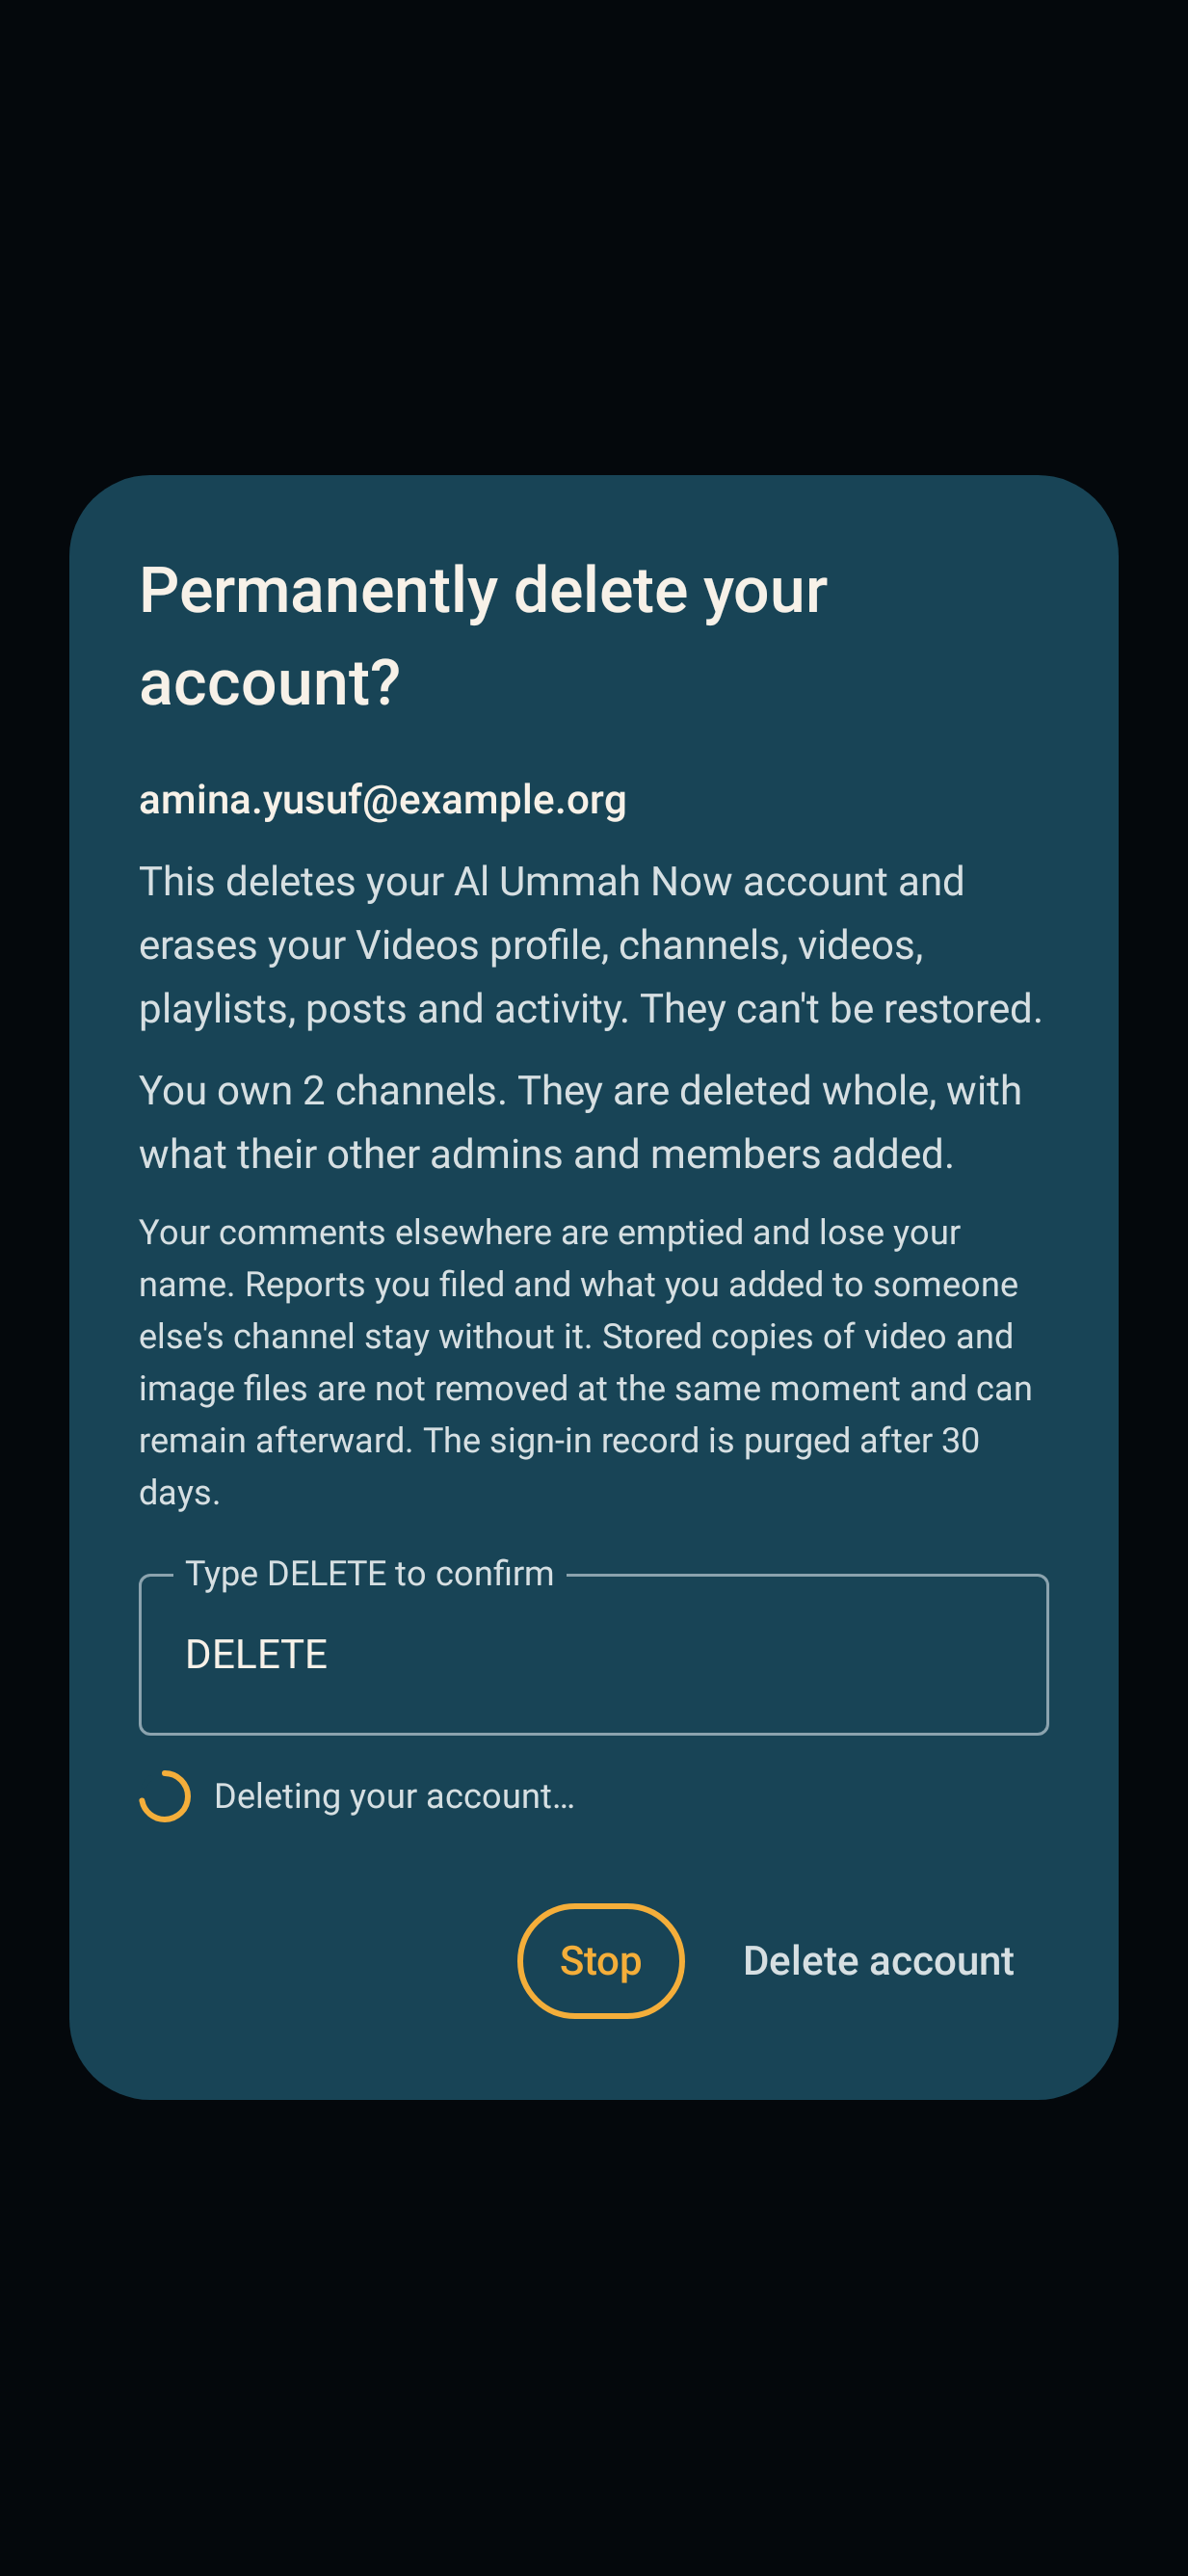 Permanently delete your
account?
amina.yusuf@example.org
This deletes your Al Ummah Now account and
erases your Videos profile, channels, videos,
playlists, posts and activity. They can't be restored.
You own 2 channels. They are deleted whole, with
what their other admins and members added.
Your comments elsewhere are emptied and lose your
name. Reports you filed and what you added to someone
else's channel stay without it. Stored copies of video and
image files are not removed at the same moment and can
remain afterward. The sign-in record is purged after 30
days.
Type DELETE to confirm
DELETE
Deleting your account…
Stop Delete account